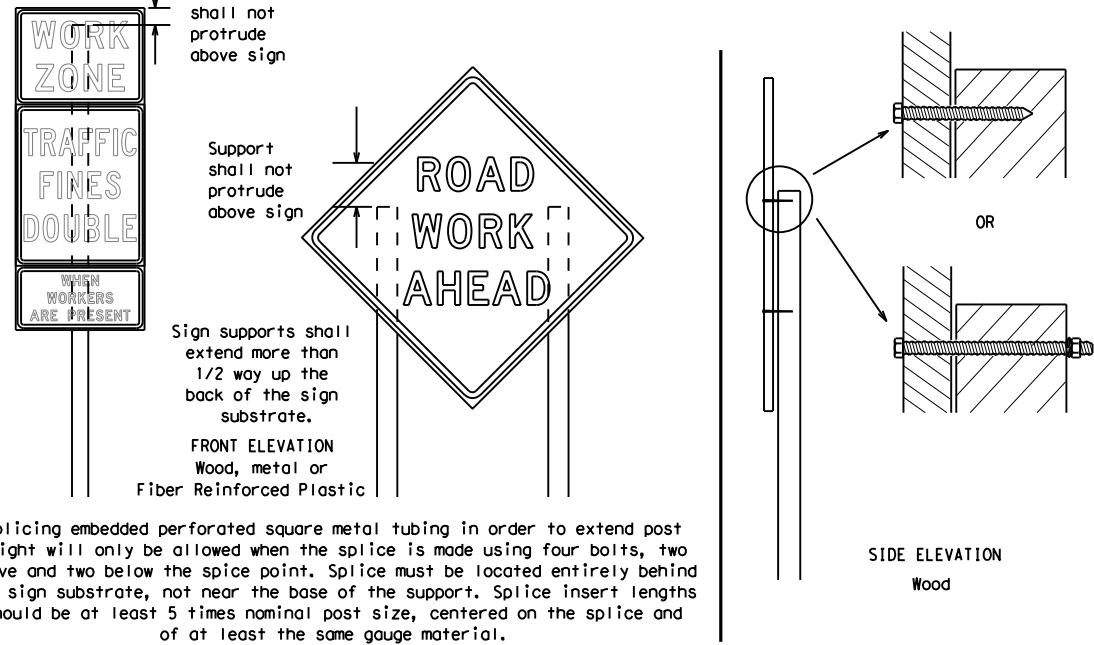 shall not
protrude
above sign
WORK
ZONE
TRAFFIC
FINES
DOUBLE
WHEN
WORKERS
ARE PRESENT
Support
shall not
protrude
above sign
ROAD
WORK
AHEAD
Sign supports shall
extend more than
1/2 way up the
back of the sign
substrate.
FRONT ELEVATION
Wood, metal or
Fiber Reinforced Plastic
OR
SIDE ELEVATION
Wood
plicing embedded perforated square metal tubing in order to extend post
ight will only be allowed when the splice is made using four bolts, two
ve and two below the spice point. Splice must be located entirely behind
sign substrate, not near the base of the support. Splice insert lengths
ould be at least 5 times nominal post size, centered on the splice and
of at least the same gauge material.